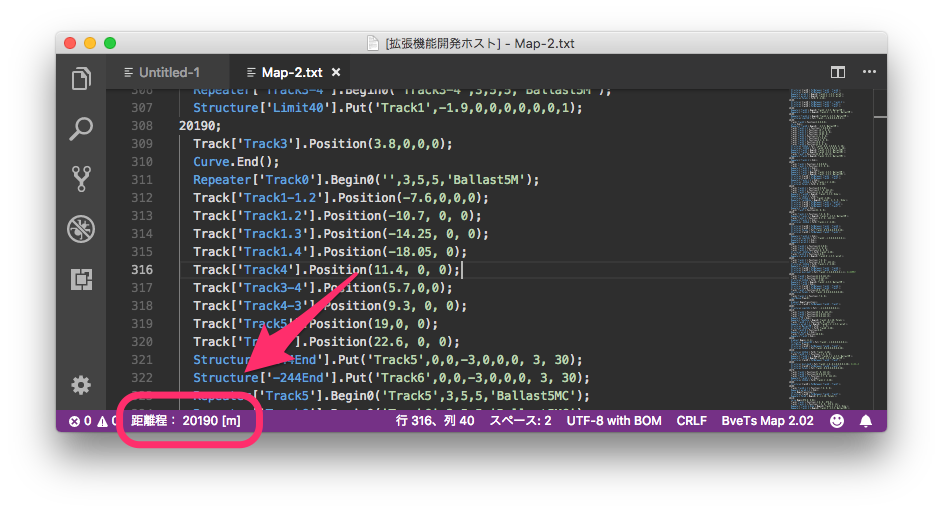 [拡張機能開発ホスト] - Map-2.txt
Untitled-1
Map-2.txt
306 Repeater['Track3-4'].Begin0('Track3-4',3,5,5,'Ballast5M');
307 Structure['Limit40'].Put('Track1',-1.9,0,0,0,0,0,0,1);
308 20190;
309 Track['Track3'].Position(3.8,0,0,0);
310 Curve.End();
311 Repeater['Track0'].Begin0('',3,5,5,'Ballast5M');
312 Track['Track1-1.2'].Position(-7.6,0,0,0);
313 Track['Track1.2'].Position(-10.7, 0, 0);
314 Track['Track1.3'].Position(-14.25, 0, 0);
315 Track['Track1.4'].Position(-18.05, 0);
316 Track['Track4'].Position(11.4, 0, 0);
317 Track['Track3-4'].Position(5.7,0,0);
318 Track['Track4-3'].Position(9.3, 0, 0);
319 Track['Track5'].Position(19,0, 0);
320 Track['Track .Position(22.6, 0, 0);
321 Structure 4End'].Put('Track5',0,0,-3,0,0,0, 3, 30);
322 Structure['-244End'].Put('Track6',0,0,-3,0,0,0, 3, 30);
Repeater['Track5'].Begin0('Track5',3,5,5,'Ballast5MC');
0 0 距離程： 20190 [m] 行 316、列 40 スペース: 2 UTF-8 with BOM CRLF BveTs Map 2.02